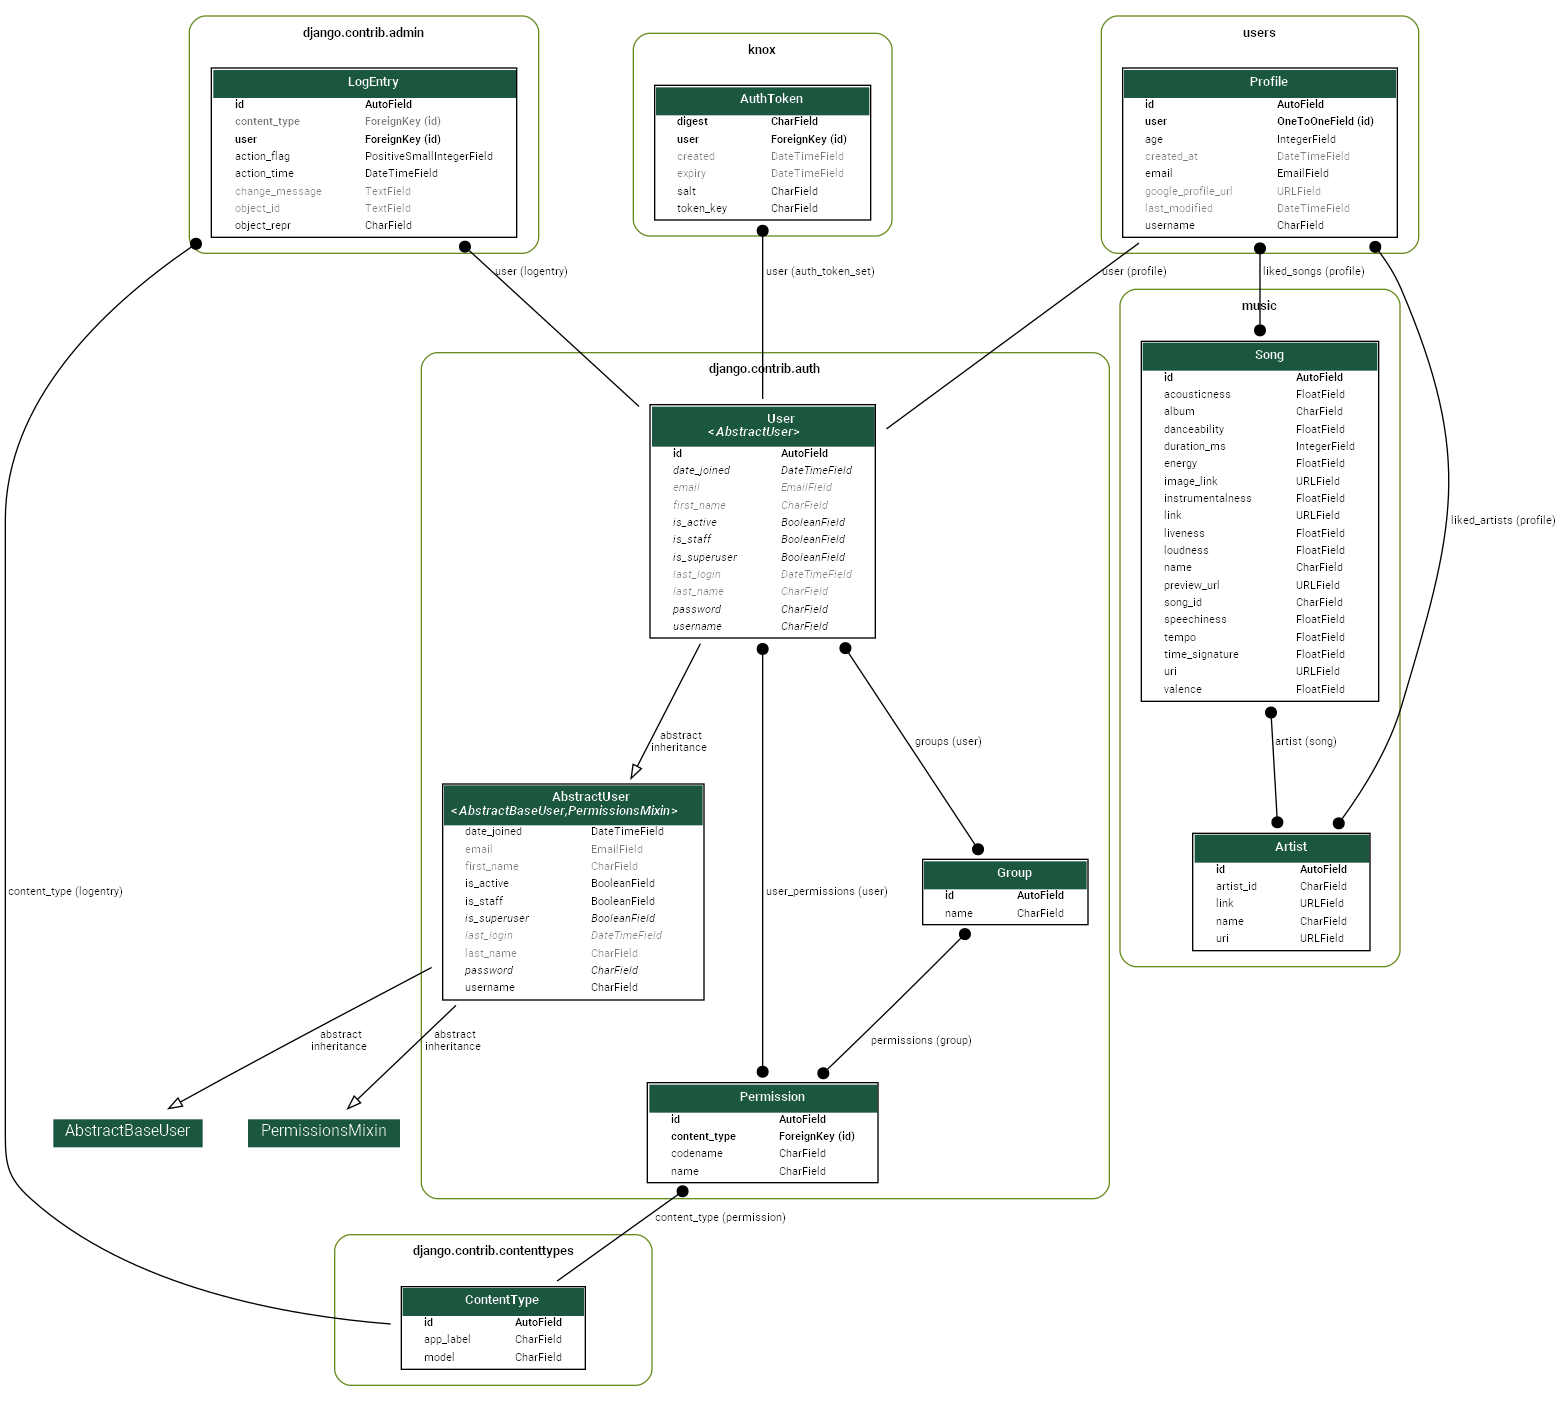 django.contrib.admin
LogEntry
id AutoField
content_type ForeignKey (id)
user ForeignKey (id)
action_flag PositiveSmallIntegerField
action_time DateTimeField
change_message TextField
object_id TextField
object_repr CharField
knox
AuthToken
digest CharField
user ForeignKey (id)
created DateTimeField
expiry DateTimeField
salt CharField
token_key CharField
users
Profile
id AutoField
user OneToOneField (id)
age IntegerField
created_at DateTimeField
email EmailField
google_profile_url URLField
last_modified DateTimeField
username CharField
user (logentry)
user (auth_token_set)
user (profile)
liked_songs (profile)
music
Song
id AutoField
acousticness FloatField
album CharField
danceability FloatField
duration_ms IntegerField
energy FloatField
image_link URLField
instrumentalness FloatField
link URLField
liveness FloatField
loudness FloatField
name CharField
preview_url URLField
song_id CharField
speechiness FloatField
tempo FloatField
time_signature FloatField
uri URLField
valence FloatField
liked_artists (profile)
artist (song)
Artist
id AutoField
artist_id CharField
link URLField
name CharField
uri URLField
django.contrib.auth
User
<AbstractUser>
id AutoField
date_joined DateTimeField
email EmailField
first_name CharField
is_active BooleanField
is_staff BooleanField
is_superuser BooleanField
last_login DateTimeField
last_name CharField
password CharField
username CharField
abstract
inheritance
groups (user)
AbstractUser
<AbstractBaseUser,PermissionsMixin>
date_joined DateTimeField
email EmailField
first_name CharField
is_active BooleanField
is_staff BooleanField
is_superuser BooleanField
last_login DateTimeField
last_name CharField
password CharField
username CharField
content_type (logentry)
user_permissions (user)
Group
id AutoField
name CharField
abstract
inheritance
abstract
inheritance
permissions (group)
AbstractBaseUser
PermissionsMixin
Permission
id AutoField
content_type ForeignKey (id)
codename CharField
name CharField
content_type (permission)
django.contrib.contenttypes
ContentType
id AutoField
app_label CharField
model CharField